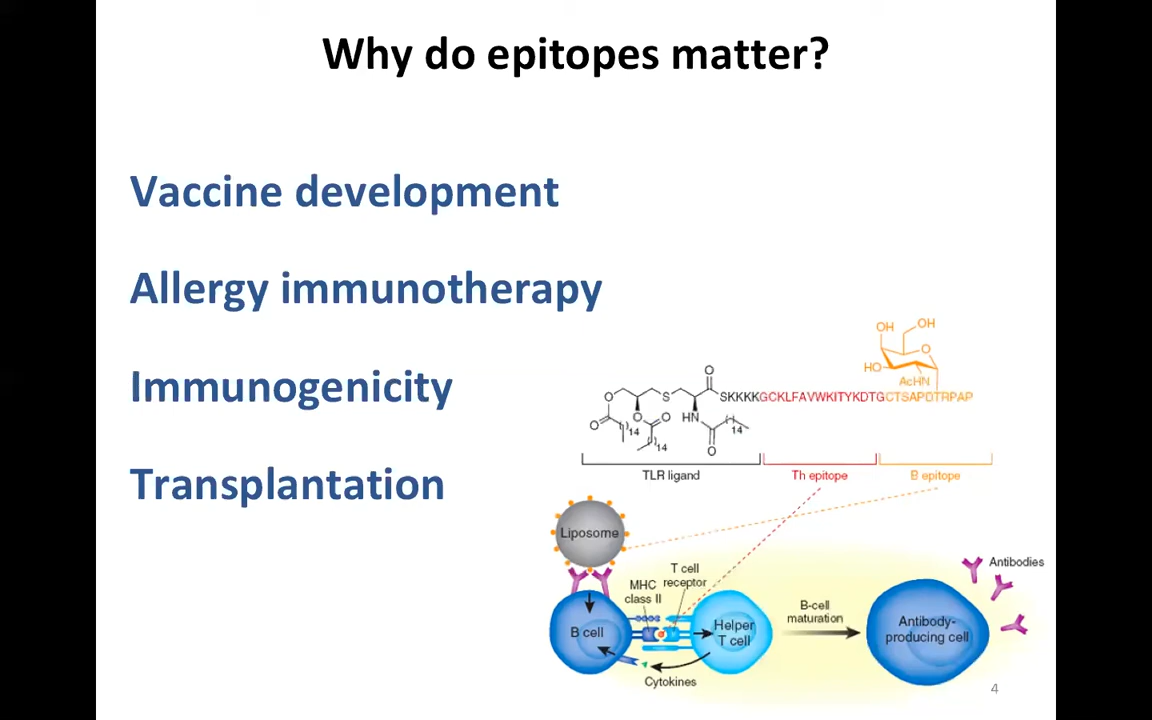 Why do epitopes matter?
Vaccine development
Allergy immunotherapy
Immunogenicity
Transplantation
OH
OH
O
HO
AcHN
O
O
S
SKKKKGCKLFAVWKITYKDTGCTSAPDTRPAP
O
O
O
HN
14
14
14
O
TLR ligand
Th epitope
B epitope
Liposome
MHC
class II
T cell
receptor
B cell
Helper
T cell
Cytokines
B-cell
maturation
Antibody-
producing cell
Antibodies
4